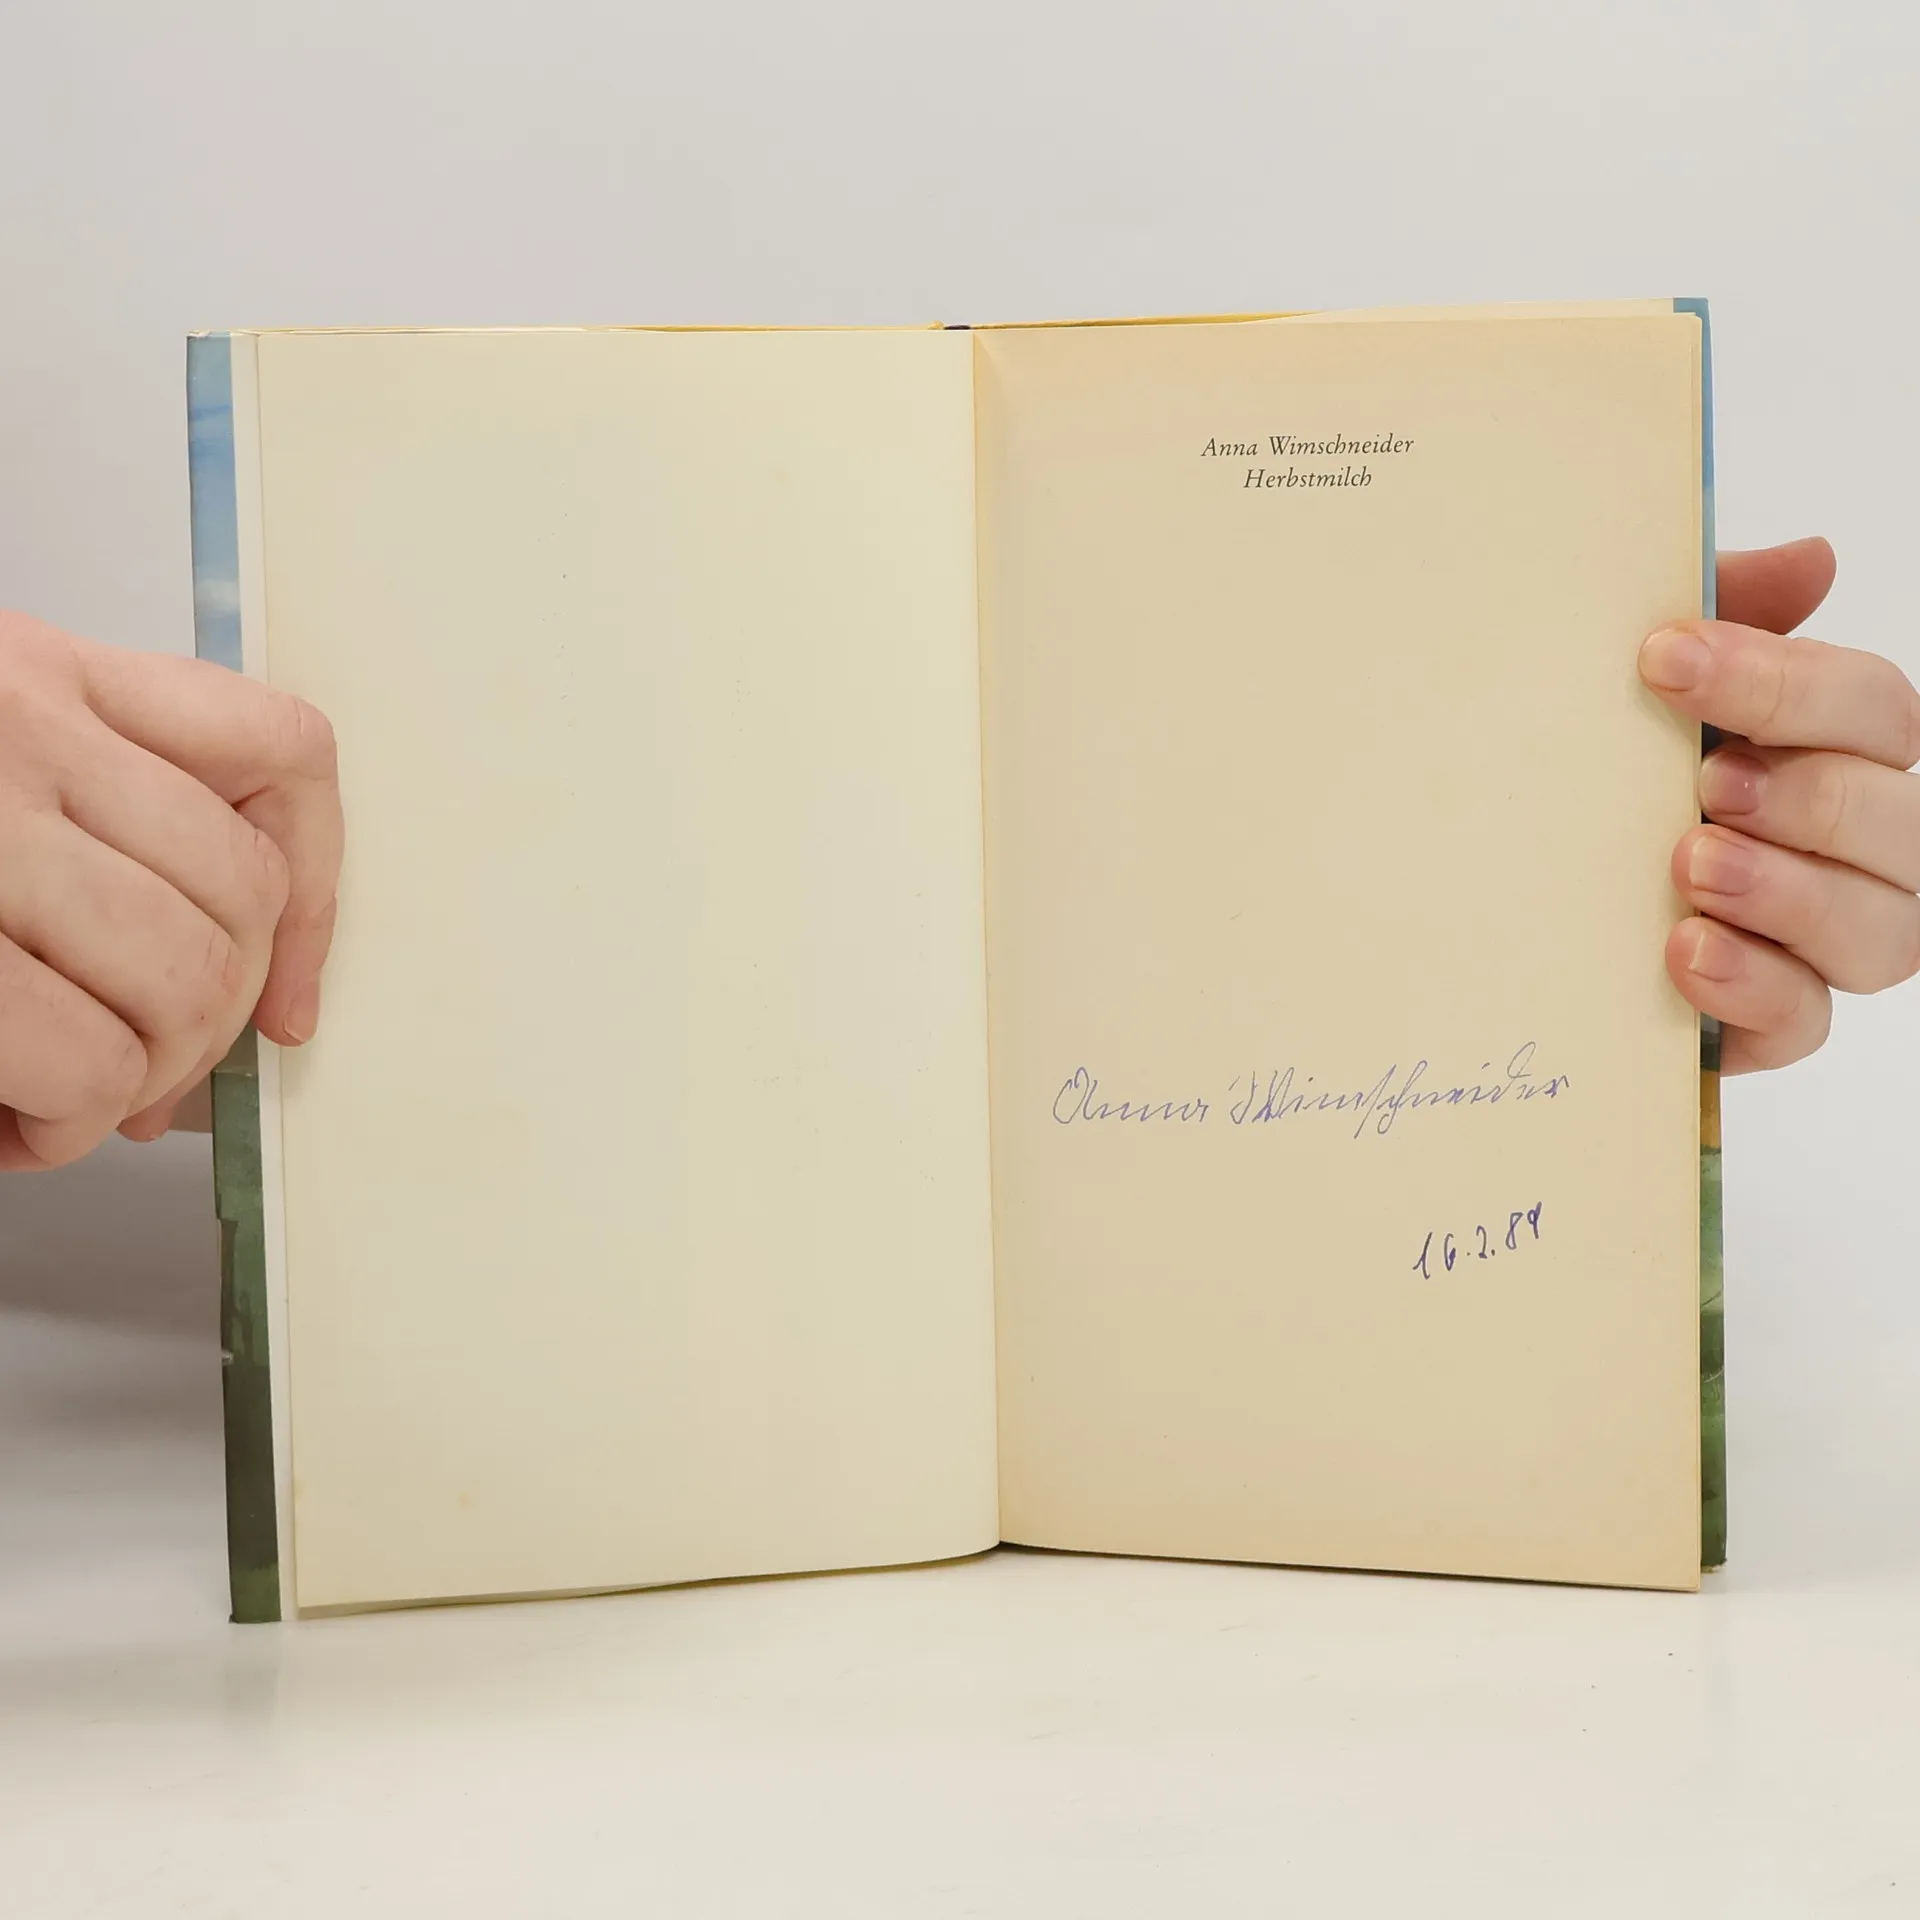 Anna Wimschneider
Herbstmilch
Anna Wimschneider
16.2.89